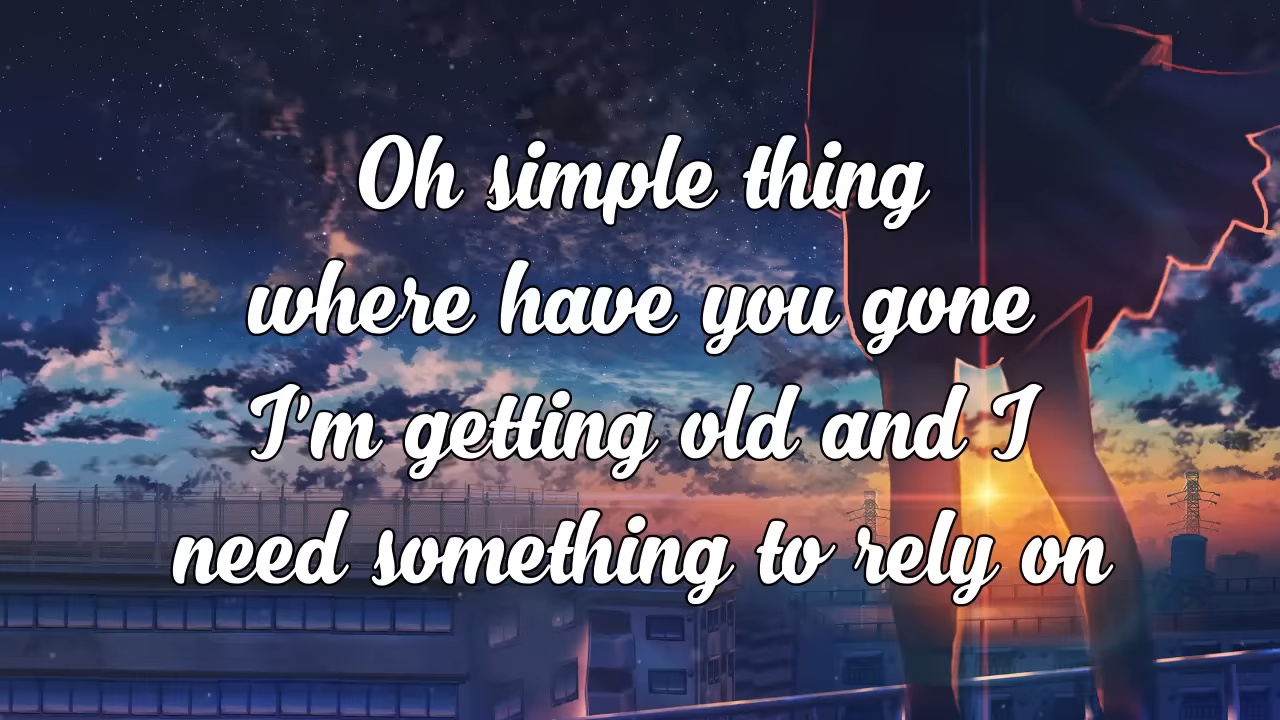 Oh simple thing
where have you gone
I'm getting old and I
need something to rely on